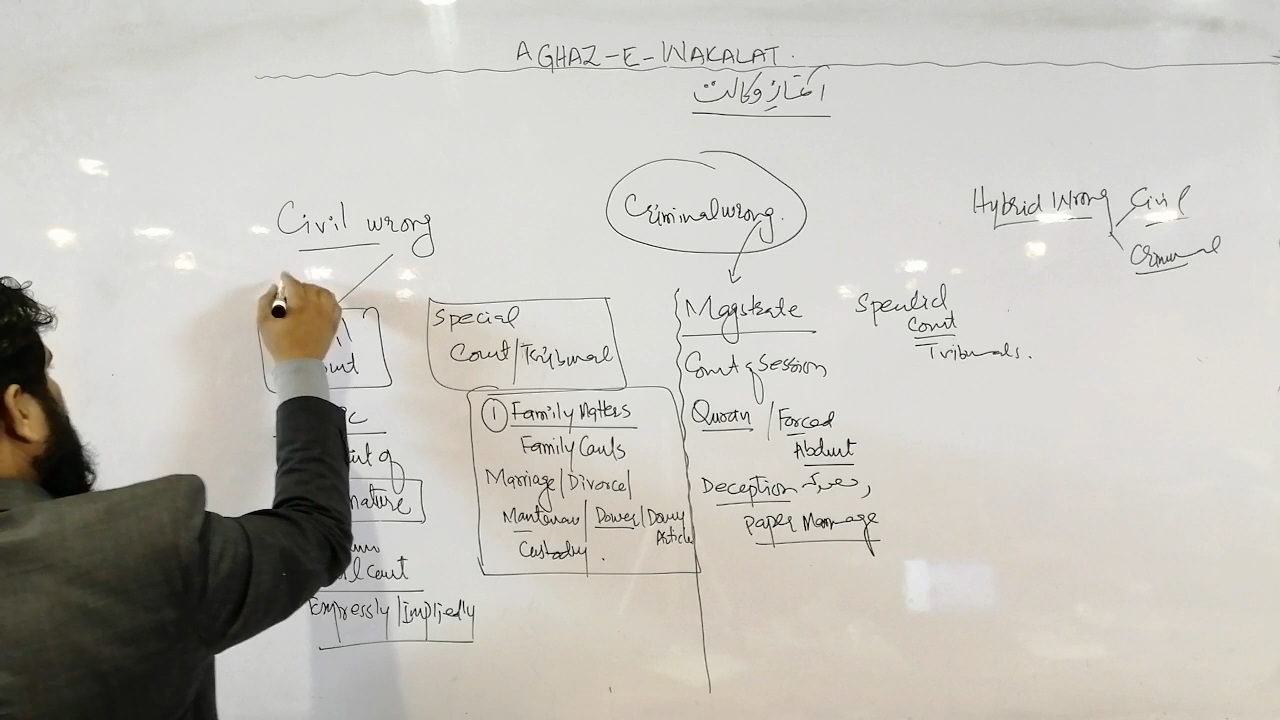 AGHAZ-E-WAKALAT.
آغازِ وکالت
Civil wrong
Special
Court/Tribunal
① Family Matters
Family Courts
Marriage/Divorce/
Dower/Dowry
Article
Custody.
nature
Court
Expressly/Impliedly
Criminal wrong.
Magistrate
Court of Session
Quran / Forced
Abduct
Deception
Paper Marriage
Court
Tribunals.
Hybrid Wrong
Civil
Criminal